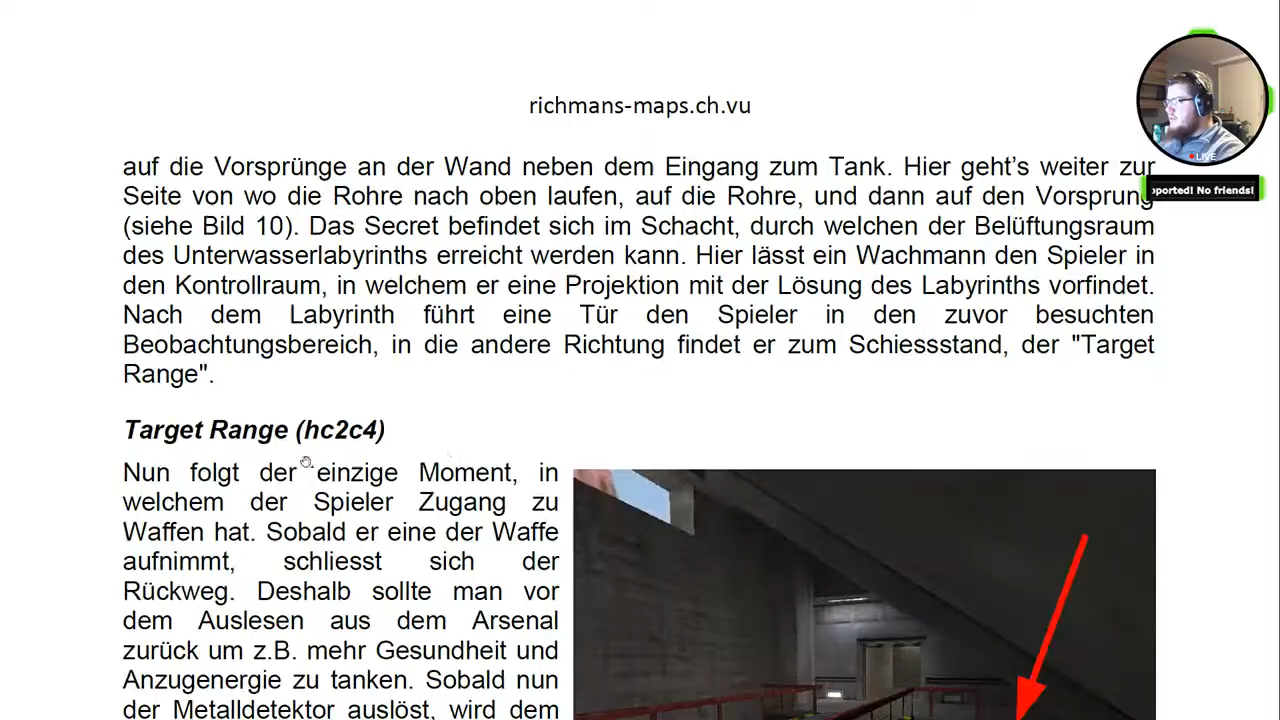 richmans-maps.ch.vu
LIVE
pported! No friends!
auf die Vorsprünge an der Wand neben dem Eingang zum Tank. Hier geht’s weiter zur
Seite von wo die Rohre nach oben laufen, auf die Rohre, und dann auf den Vorsprung
(siehe Bild 10). Das Secret befindet sich im Schacht, durch welchen der Belüftungsraum
des Unterwasserlabyrinths erreicht werden kann. Hier lässt ein Wachmann den Spieler in
den Kontrollraum, in welchem er eine Projektion mit der Lösung des Labyrinths vorfindet.
Nach dem Labyrinth führt eine Tür den Spieler in den zuvor besuchten
Beobachtungsbereich, in die andere Richtung findet er zum Schiessstand, der "Target
Range".
Target Range (hc2c4)
Nun folgt der einzige Moment, in
welchem der Spieler Zugang zu
Waffen hat. Sobald er eine der Waffe
aufnimmt, schliesst sich der
Rückweg. Deshalb sollte man vor
dem Auslesen aus dem Arsenal
zurück um z.B. mehr Gesundheit und
Anzugenergie zu tanken. Sobald nun
der Metalldetektor auslöst, wird dem